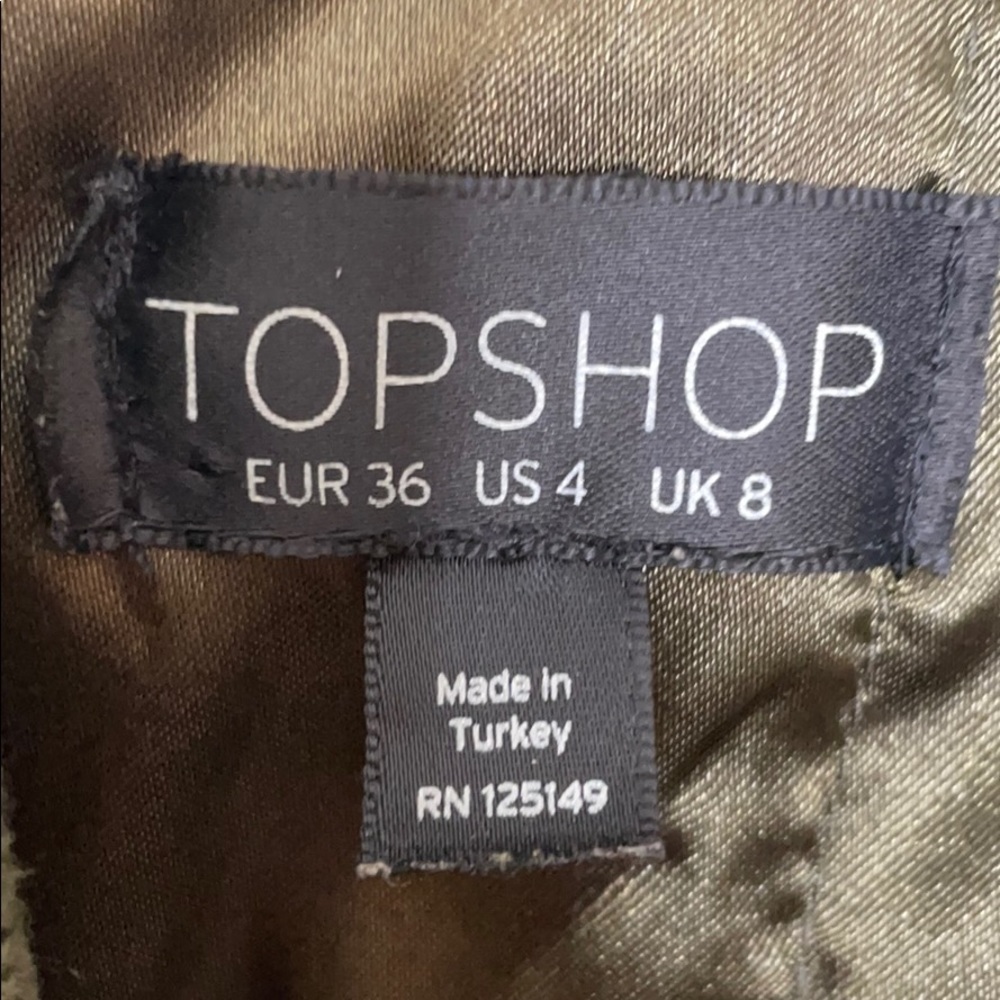 TOPSHOP
EUR 36 US 4 UK 8
Made in
Turkey
RN 125149